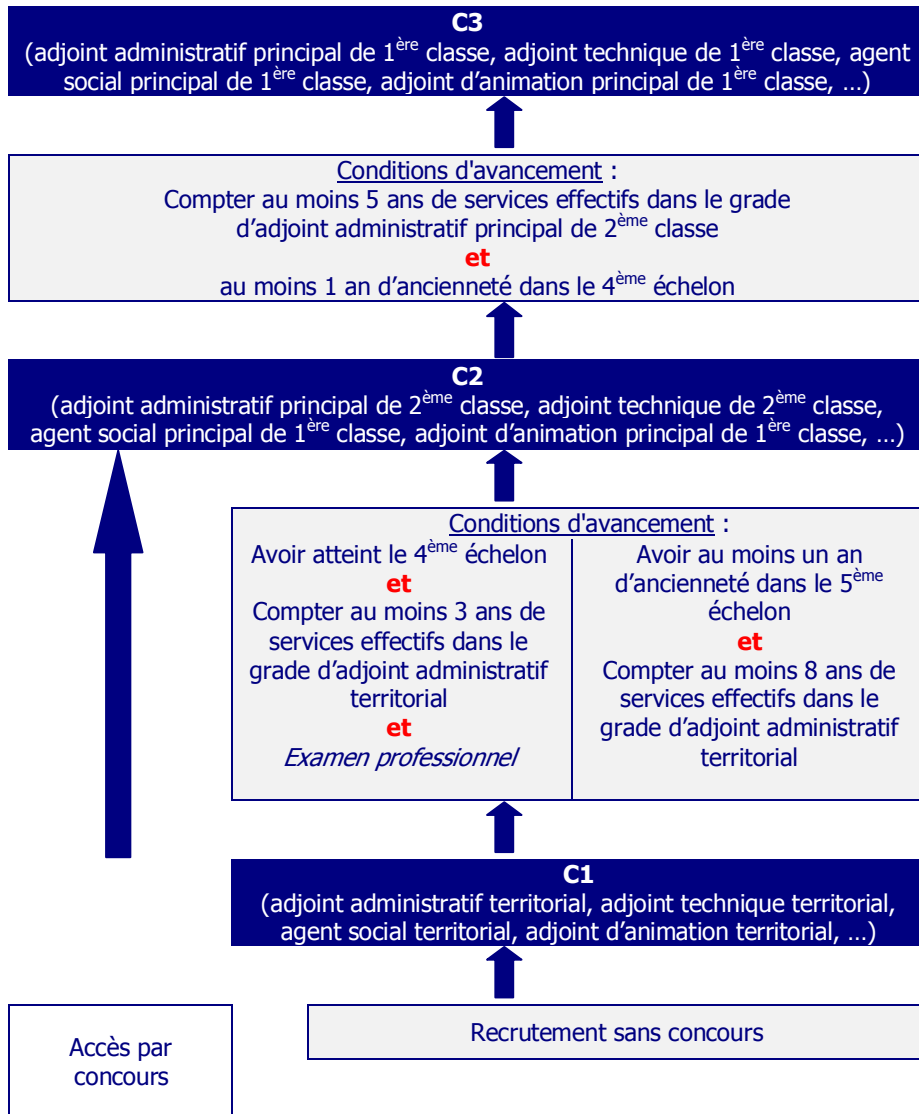 C3
(adjoint administratif principal de 1ère classe, adjoint technique de 1ère classe, agent
social principal de 1ère classe, adjoint d’animation principal de 1ère classe, …)
Conditions d'avancement :
Compter au moins 5 ans de services effectifs dans le grade
d’adjoint administratif principal de 2ème classe
et
au moins 1 an d’ancienneté dans le 4ème échelon
C2
(adjoint administratif principal de 2ème classe, adjoint technique de 2ème classe,
agent social principal de 1ère classe, adjoint d’animation principal de 1ère classe, …)
Conditions d'avancement :
Avoir atteint le 4ème échelon
et
Compter au moins 3 ans de
services effectifs dans le
grade d’adjoint administratif
territorial
et
Examen professionnel
Avoir au moins un an
d’ancienneté dans le 5ème
échelon
et
Compter au moins 8 ans de
services effectifs dans le
grade d’adjoint administratif
territorial
C1
(adjoint administratif territorial, adjoint technique territorial,
agent social territorial, adjoint d’animation territorial, …)
Accès par
concours
Recrutement sans concours